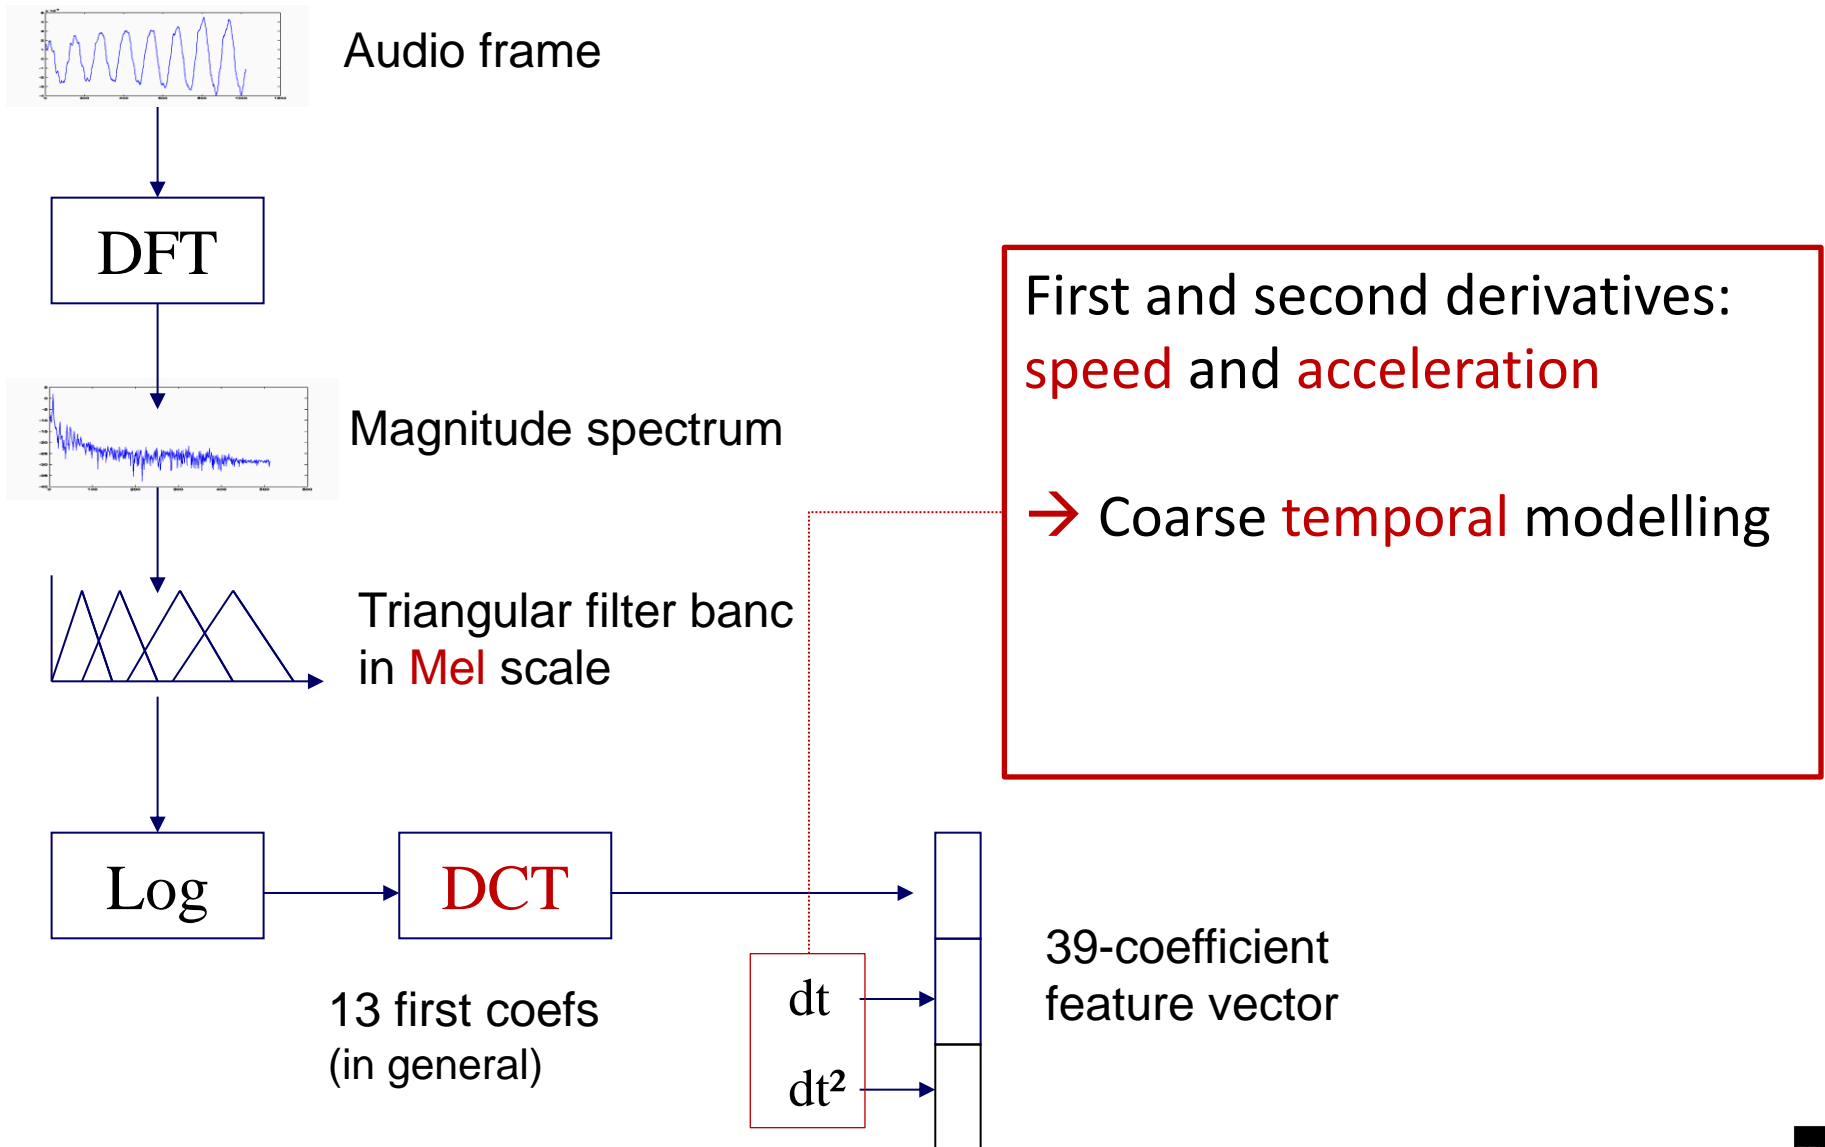 Audio frame
DFT
First and second derivatives:
speed and acceleration
→ Coarse temporal modelling
Magnitude spectrum
Triangular filter banc
in Mel scale
Log
DCT
39-coefficient
feature vector
13 first coefs
(in general)
dt
dt²